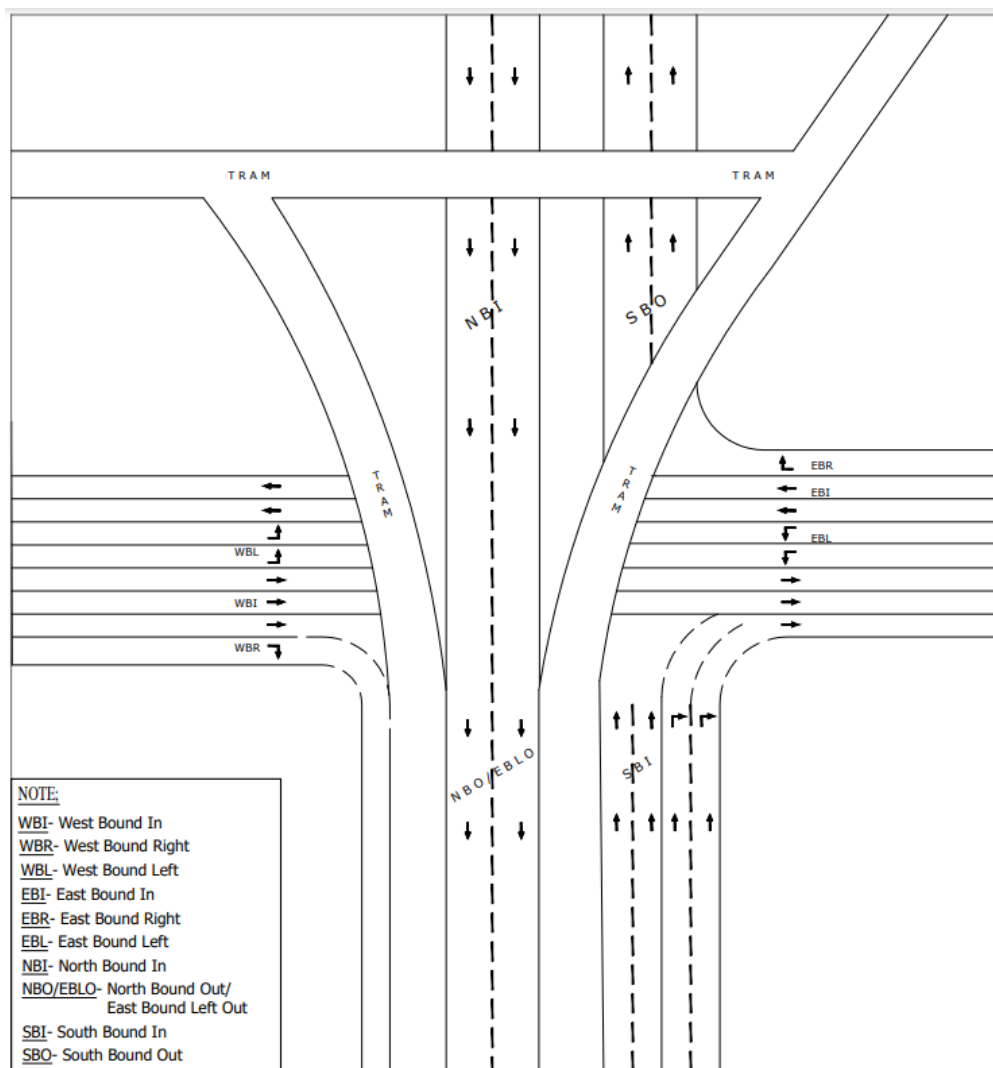 TRAM
TRAM
NBI
SBO
EBR
TRAM
TRAM
EBI
EBL
WBL
WBI
WBR
NBO/EBLO
SBI
NOTE;
WBI- West Bound In
WBR- West Bound Right
WBL- West Bound Left
EBI- East Bound In
EBR- East Bound Right
EBL- East Bound Left
NBI- North Bound In
NBO/EBLO- North Bound Out/
East Bound Left Out
SBI- South Bound In
SBO- South Bound Out